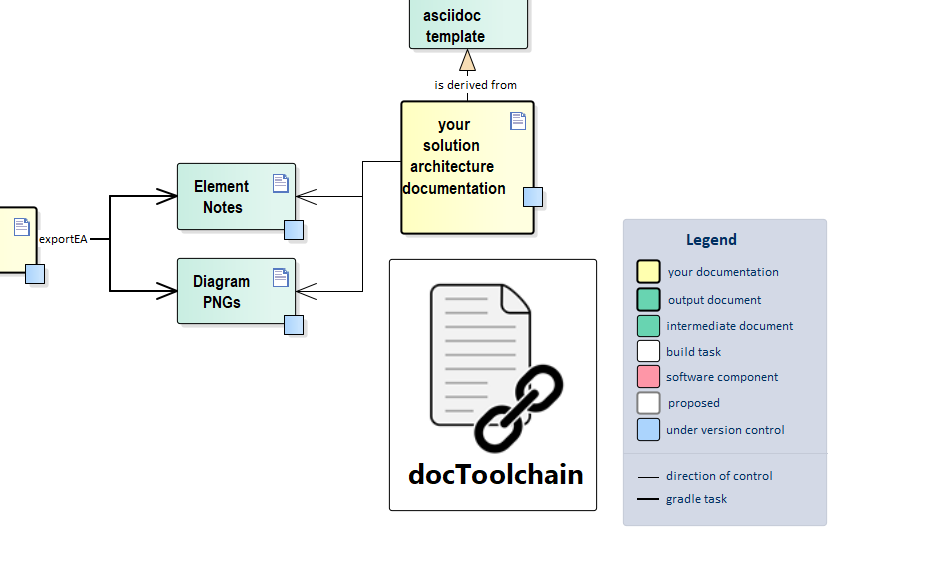 asciidoc
template
is derived from
your
solution
architecture
documentation
Element
Notes
exportEA
Diagram
PNGs
docToolchain
Legend
your documentation
output document
intermediate document
build task
software component
proposed
under version control
direction of control
gradle task